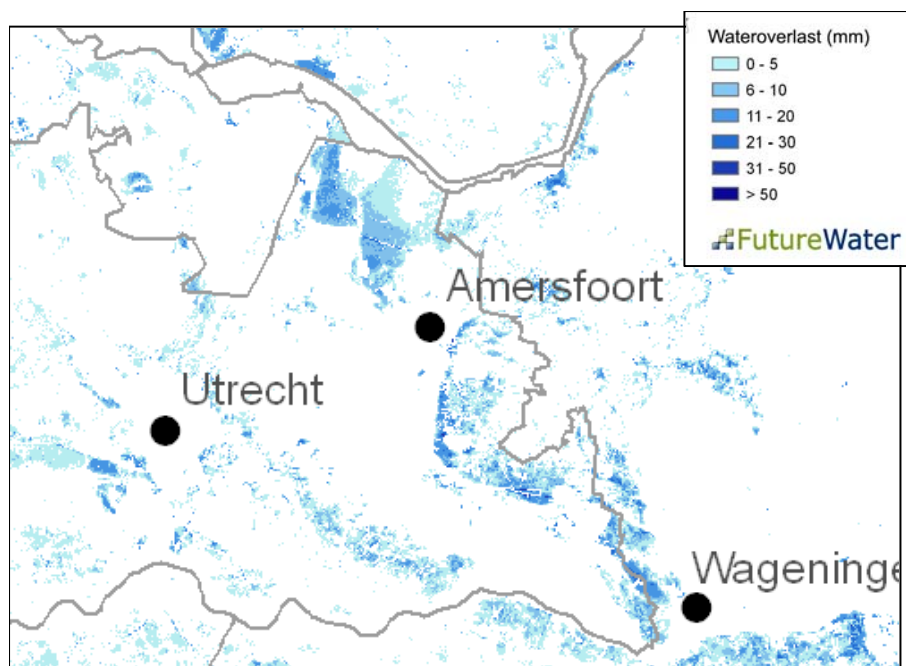 Wateroverlast (mm)
0 - 5
6 - 10
11 - 20
21 - 30
31 - 50
> 50
FutureWater
Amersfoort
Utrecht
Wageninge